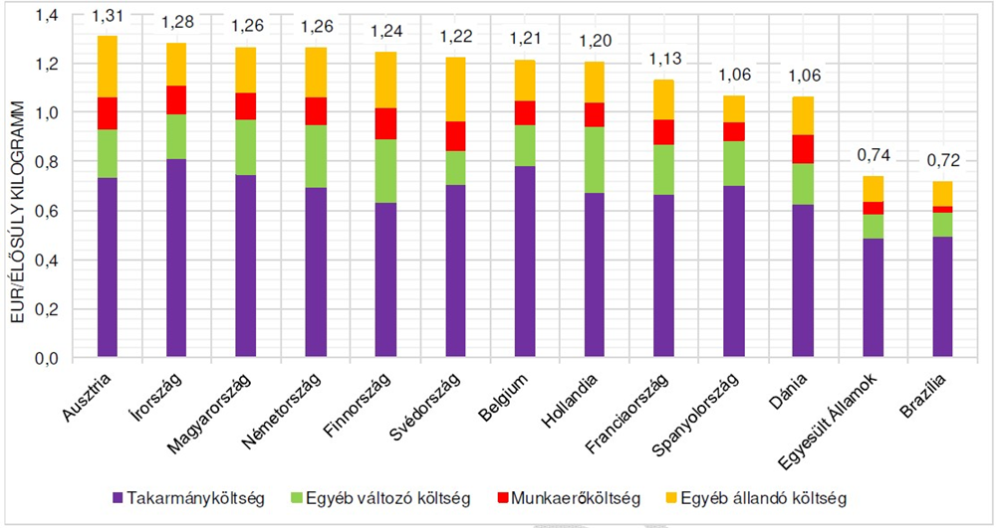 EUR/ÉLŐSÚLY KILOGRAMM
1,4
1,2
1,0
0,8
0,6
0,4
0,2
0,0
1,31
1,28
1,26
1,26
1,24
1,22
1,21
1,20
1,13
1,06
1,06
0,74
0,72
Ausztria
Írország
Magyarország
Németország
Finnország
Svédország
Belgium
Hollandia
Franciaország
Spanyolország
Dánia
Egyesült Államok
Brazília
Takarmányköltség
Egyéb változó költség
Munkaerőköltség
Egyéb állandó költség